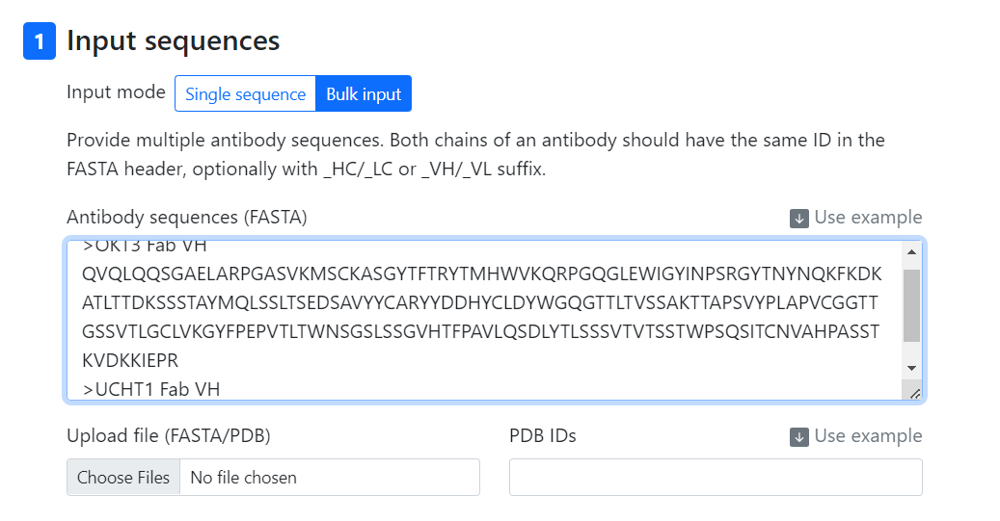 1 Input sequences
Input mode Single sequence Bulk input
Provide multiple antibody sequences. Both chains of an antibody should have the same ID in the
FASTA header, optionally with _HC/_LC or _VH/_VL suffix.
Antibody sequences (FASTA) Use example
>OKT3 Fab VH
QVQLQQSGAELARPGASVKMSCKASGYTFTRYTMHWVKQRPGQGLEWIGYINPSRGYTNYNQKFKDK
ATLTTDKSSSTAYMQLSSLTSEDSAVYYCARYYDDHYCLDYWGQGTTLTVSSAKTTAPSVYPLAPVCGGTT
GSSVTLGCLVKGYFPEPVTLTWNSGSLSSGVHTFPAVLQSDLYTLSSSVTVTSSTWPSQSITCNVAHPASST
KVDKKIEPR
>UCHT1 Fab VH
Upload file (FASTA/PDB) PDB IDs Use example
Choose Files No file chosen